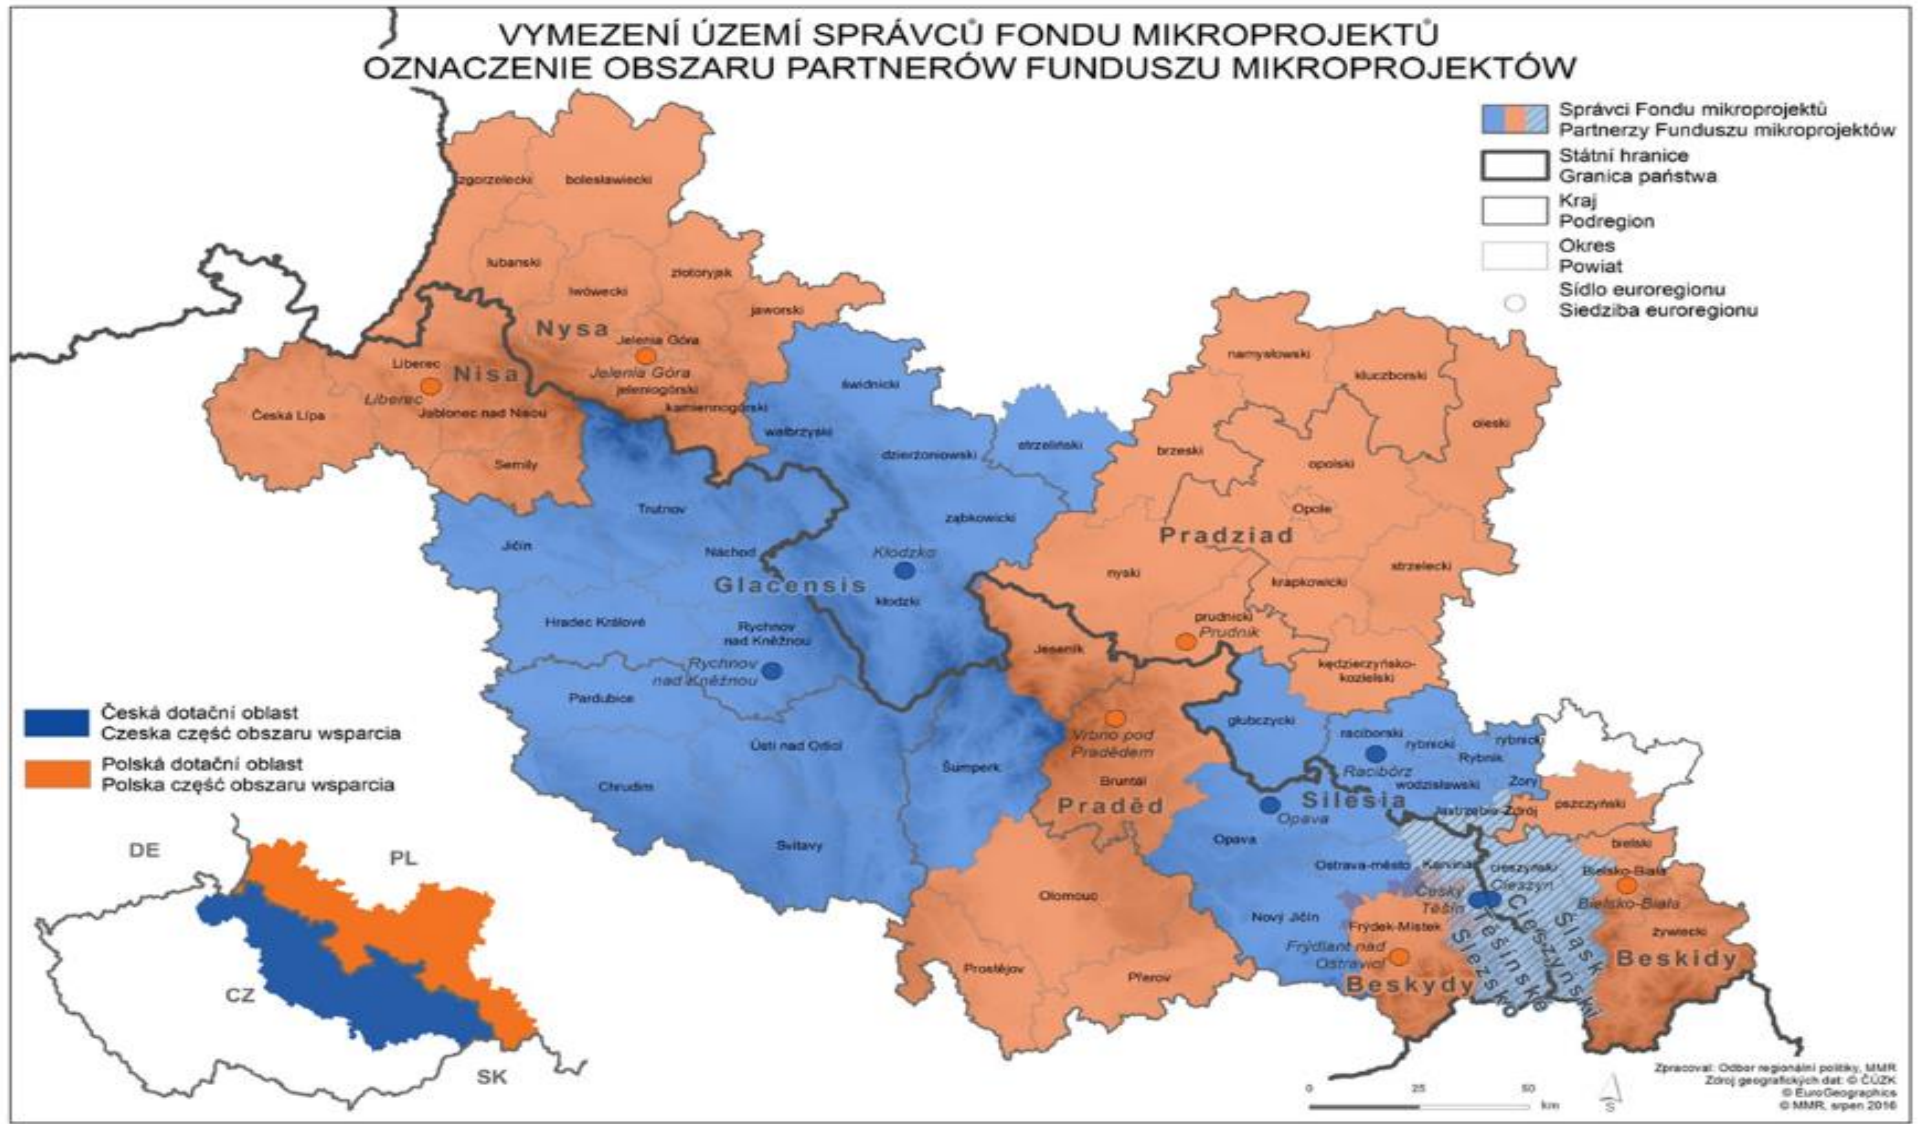 VYMEZENÍ ÚZEMÍ SPRÁVCŮ FONDU MIKROPROJEKTŮ
OZNACZENIE OBSZARU PARTNERÓW FUNDUSZU MIKROPROJEKTÓW
Správci Fondu mikroprojektů
Partnerzy Funduszu mikroprojektów
Státní hranice
Granica państwa
Kraj
Podregion
Okres
Powiat
Sídlo euroregionu
Siedziba euroregionu
zgorzelecki
bolesławiecki
lubanski
lwówecki
złotoryjsk
jaworski
Nysa
Jelenia Góra
Jelenia Góra
jeleniogórski
kamiennogórski
Liberec
Nisa
Liberec
Jablonec nad Nisou
Česká Lípa
Semily
świdnicki
wałbrzyski
dzierżoniowski
strzeliński
ząbkowicki
Kłodzko
kłodzki
Trutnov
Jičín
Náchod
Glacensis
Hradec Králové
Rychnov
nad Kněžnou
Rychnov
nad Kněžnou
Pardubice
Ústí nad Orlicí
Chrudim
Svitavy
Šumperk
namysłowski
kluczborski
oleski
brzeski
opolski
Opole
Pradziad
nyski
krapkowicki
strzelecki
prudnicki
Prudnik
kędzierzyńsko-
kozielski
Jeseník
Vrbno pod
Pradědem
Bruntál
Praděd
Olomouc
Prostějov
Přerov
głubczycki
raciborski
Racibórz
rybnicki
Rybnik
rybnicki
wodzisławski
Żory
Jastrzębie-Zdrój
Silesia
Opava
Opava
Ostrava-město
Karviná
Nový Jičín
Český
Těšín
cieszyński
Cieszyn
Těšínské
Slezsko
Śląsk
Cieszyński
pszczyński
bielski
Bielsko-Biała
Bielsko-Biała
żywiecki
Beskidy
Frýdek-Místek
Frýdlant nad
Ostravicí
Beskydy
Česká dotační oblast
Czeska część obszaru wsparcia
Polská dotační oblast
Polska część obszaru wsparcia
DE
PL
CZ
SK
0 25 50
km
S
Zpracoval: Odbor regionální politiky, MMR
Zdroj geografických dat: © ČÚZK
© EuroGeographics
© MMR, srpen 2016